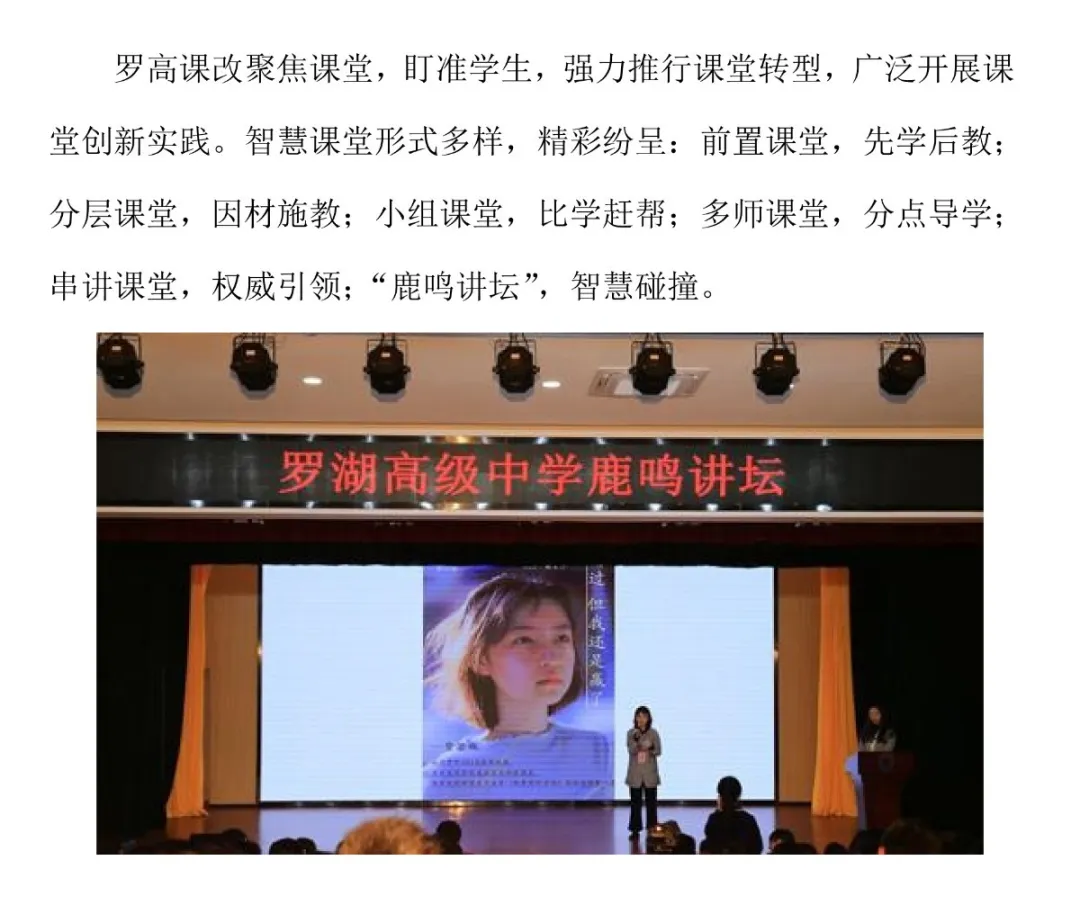 罗高课改聚焦课堂，盯准学生，强力推行课堂转型，广泛开展课
堂创新实践。智慧课堂形式多样，精彩纷呈：前置课堂，先学后教；
分层课堂，因材施教；小组课堂，比学赶帮；多师课堂，分点导学；
串讲课堂，权威引领；“鹿鸣讲坛”，智慧碰撞。
罗湖高级中学鹿鸣讲坛
过 但我还是赢了